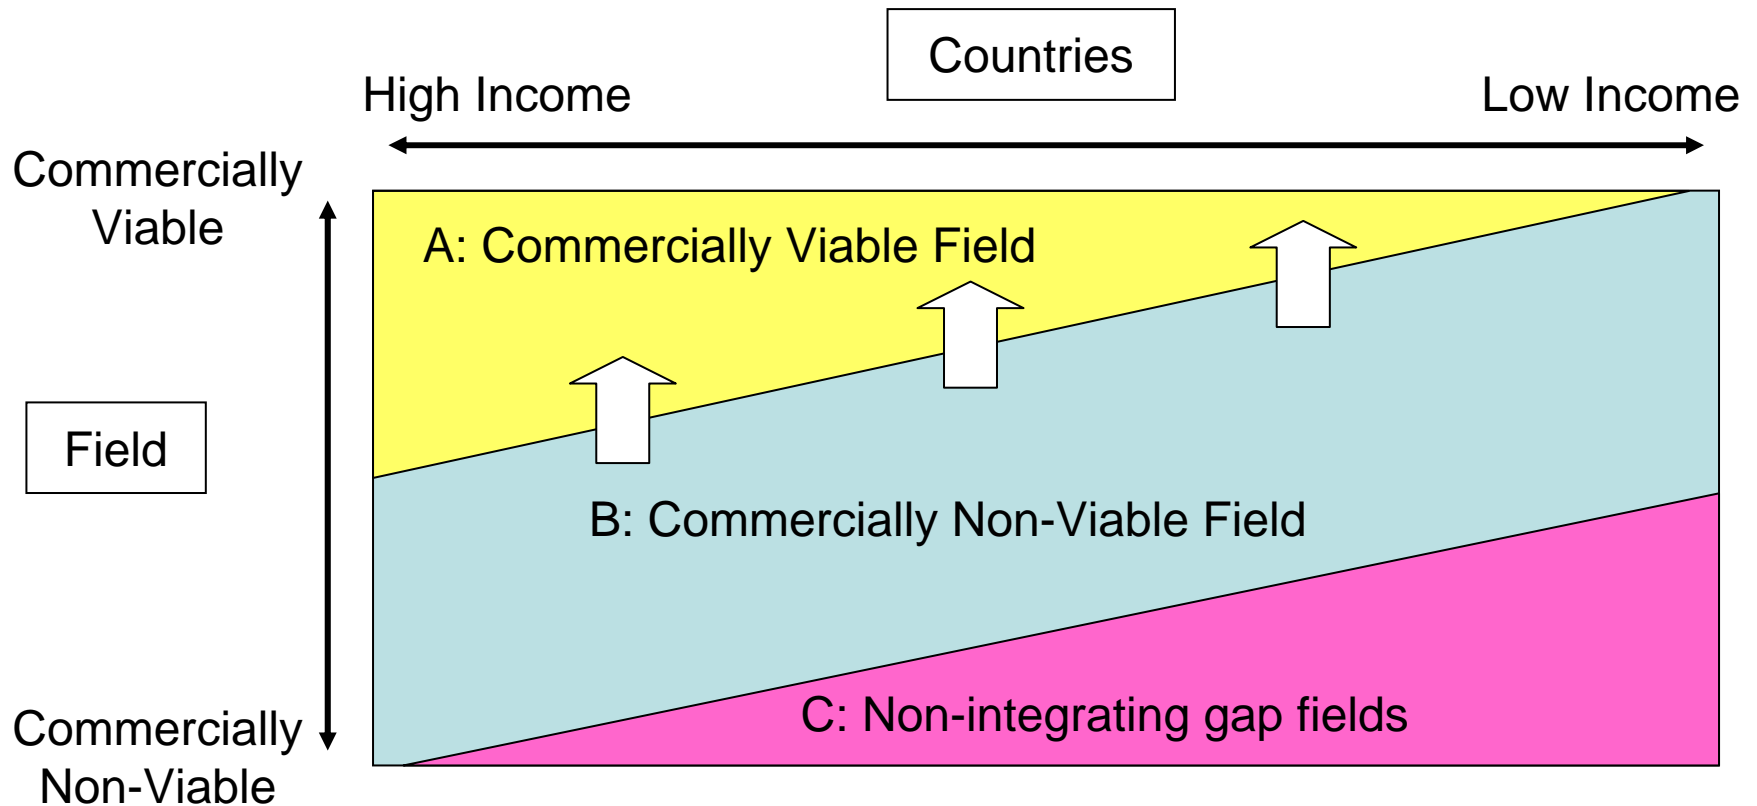 Countries
High Income
Low Income
Commercially
Viable
A: Commercially Viable Field
Field
B: Commercially Non-Viable Field
C: Non-integrating gap fields
Commercially
Non-Viable